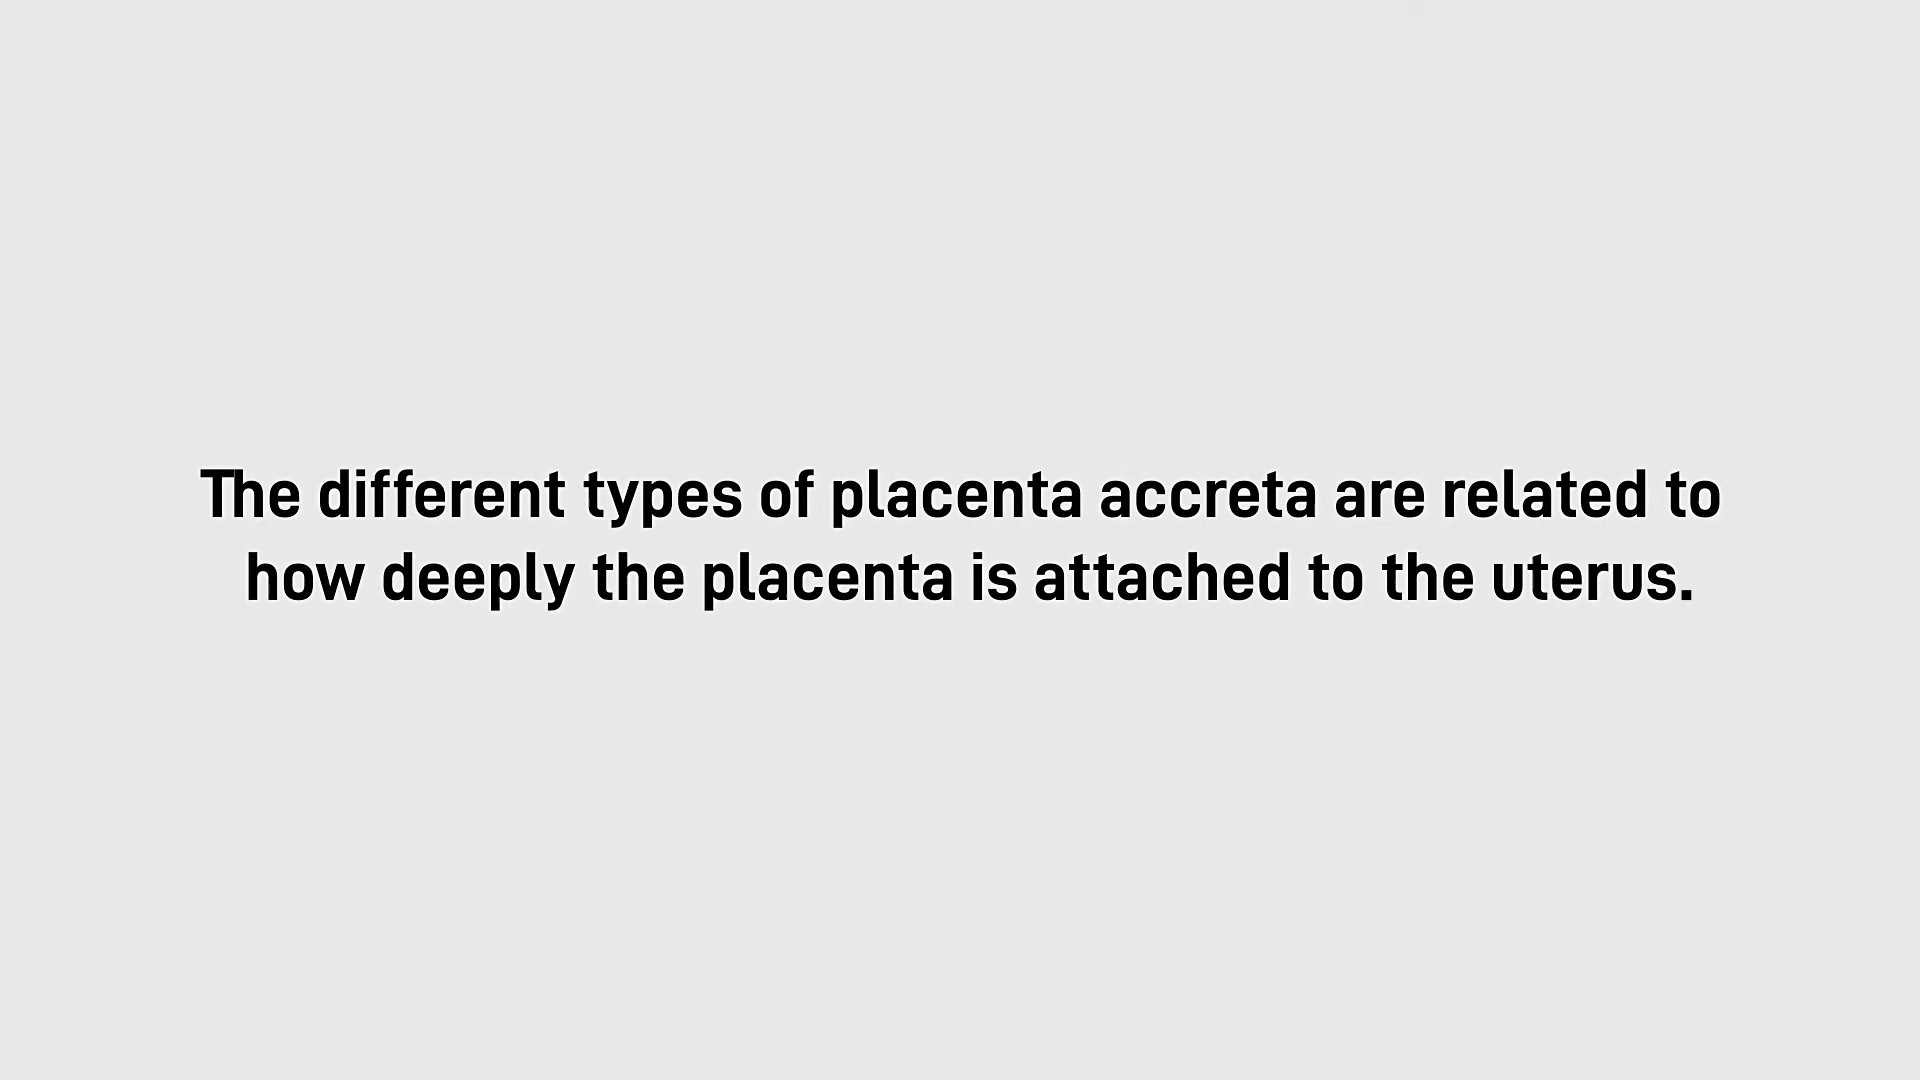 The different types of placenta accreta are related to
how deeply the placenta is attached to the uterus.